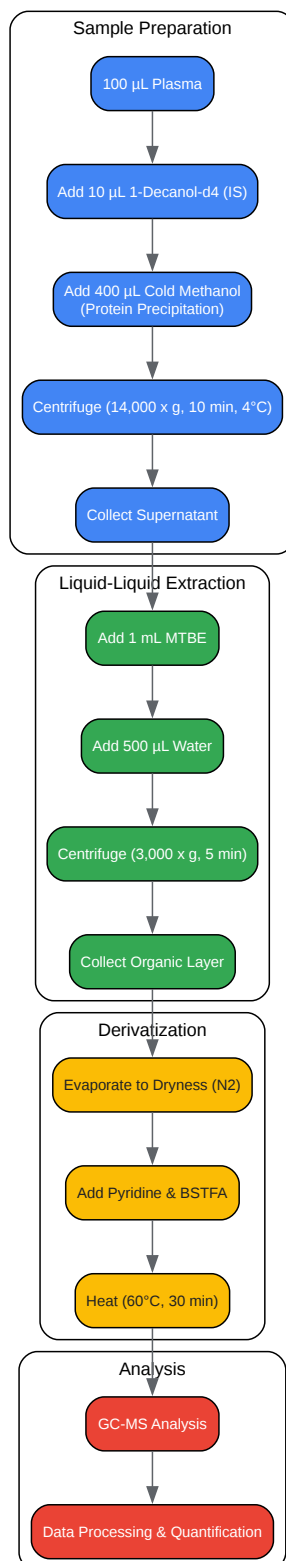 Sample Preparation
100 µL Plasma
Add 10 µL 1-Decanol-d4 (IS)
Add 400 µL Cold Methanol
(Protein Precipitation)
Centrifuge (14,000 x g, 10 min, 4°C)
Collect Supernatant
Liquid-Liquid Extraction
Add 1 mL MTBE
Add 500 µL Water
Centrifuge (3,000 x g, 5 min)
Collect Organic Layer
Derivatization
Evaporate to Dryness (N2)
Add Pyridine & BSTFA
Heat (60°C, 30 min)
Analysis
GC-MS Analysis
Data Processing & Quantification